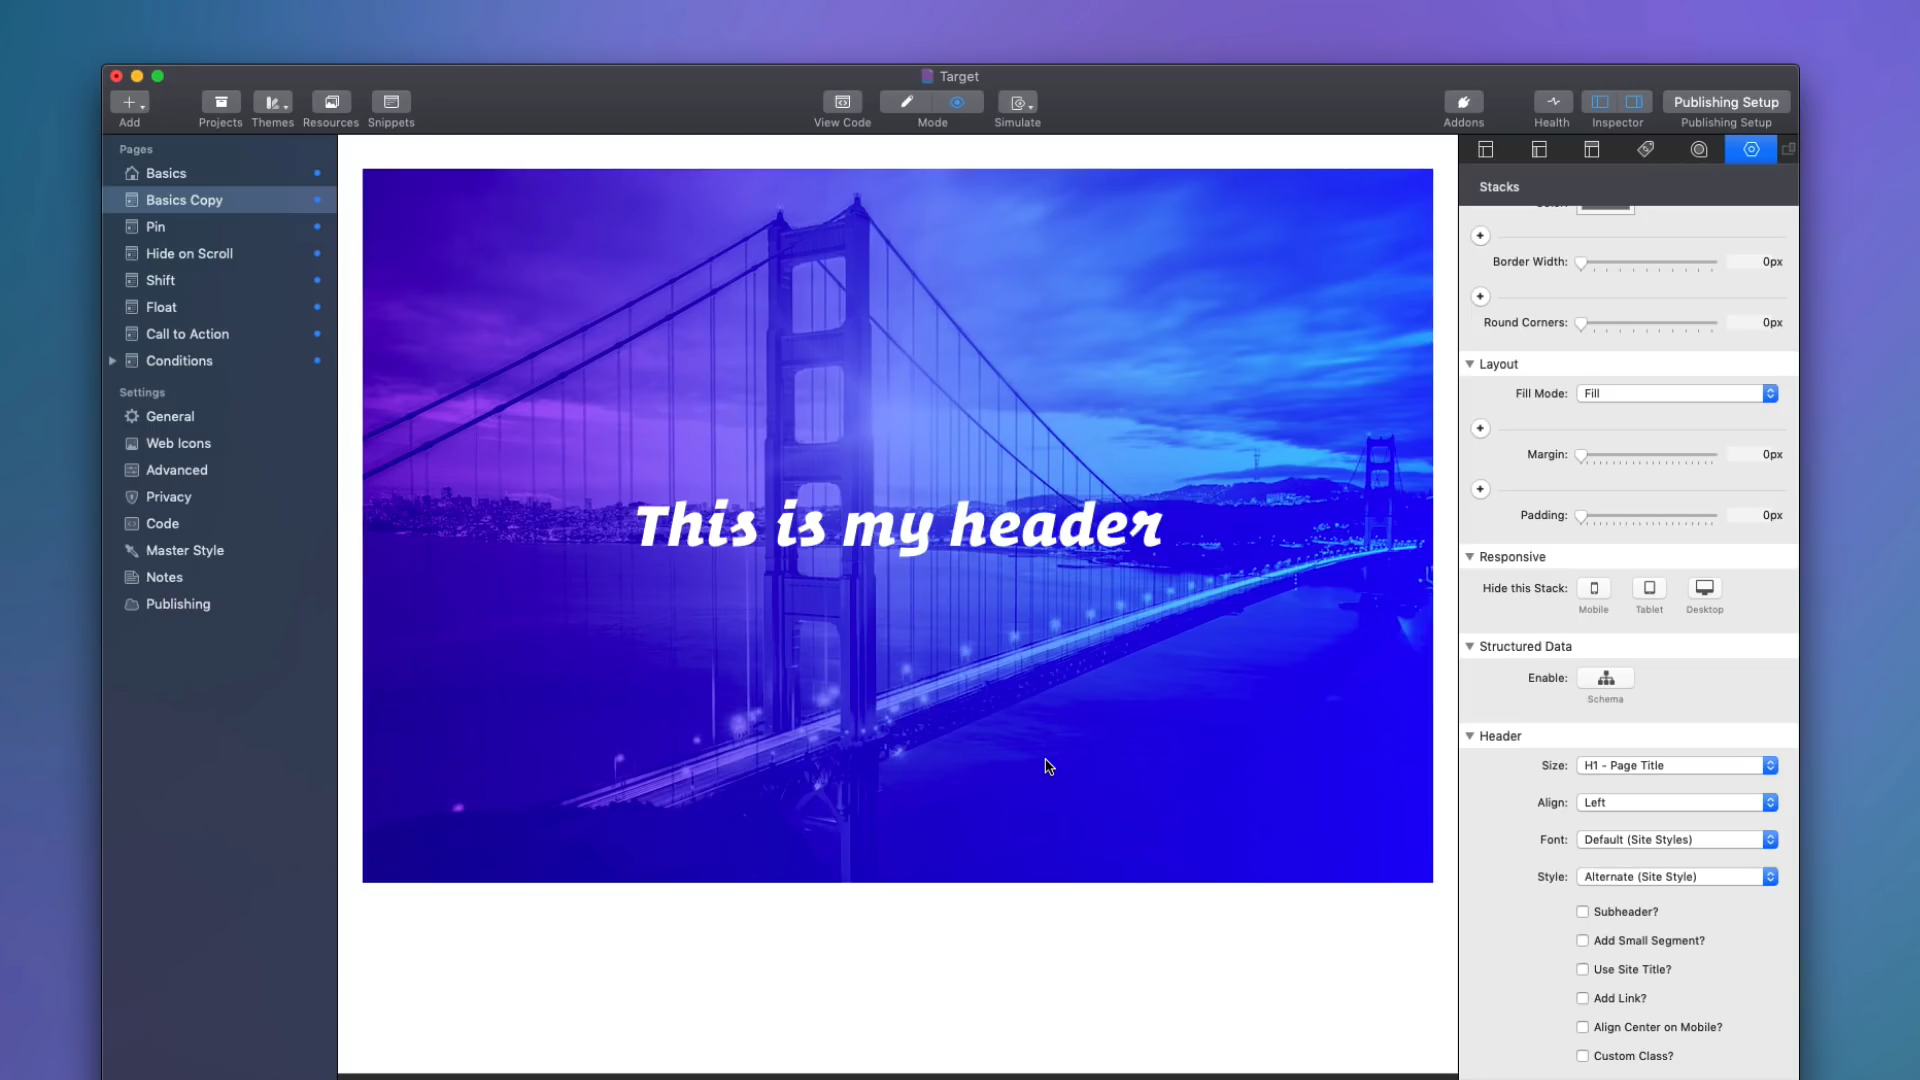 Target
Add
Projects
Themes
Resources
Snippets
View Code
Mode
Simulate
Addons
Health
Inspector
Publishing Setup
Publishing Setup
Pages
Basics
Basics Copy
Pin
Hide on Scroll
Shift
Float
Call to Action
Conditions
Settings
General
Web Icons
Advanced
Privacy
Code
Master Style
Notes
Publishing
This is my header
Stacks
Border Width: 0px
Round Corners: 0px
Layout
Fill Mode: Fill
Margin: 0px
Padding: 0px
Responsive
Hide this Stack:
Mobile
Tablet
Desktop
Structured Data
Enable:
Schema
Header
Size: H1 - Page Title
Align: Left
Font: Default (Site Styles)
Style: Alternate (Site Style)
Subheader?
Add Small Segment?
Use Site Title?
Add Link?
Align Center on Mobile?
Custom Class?